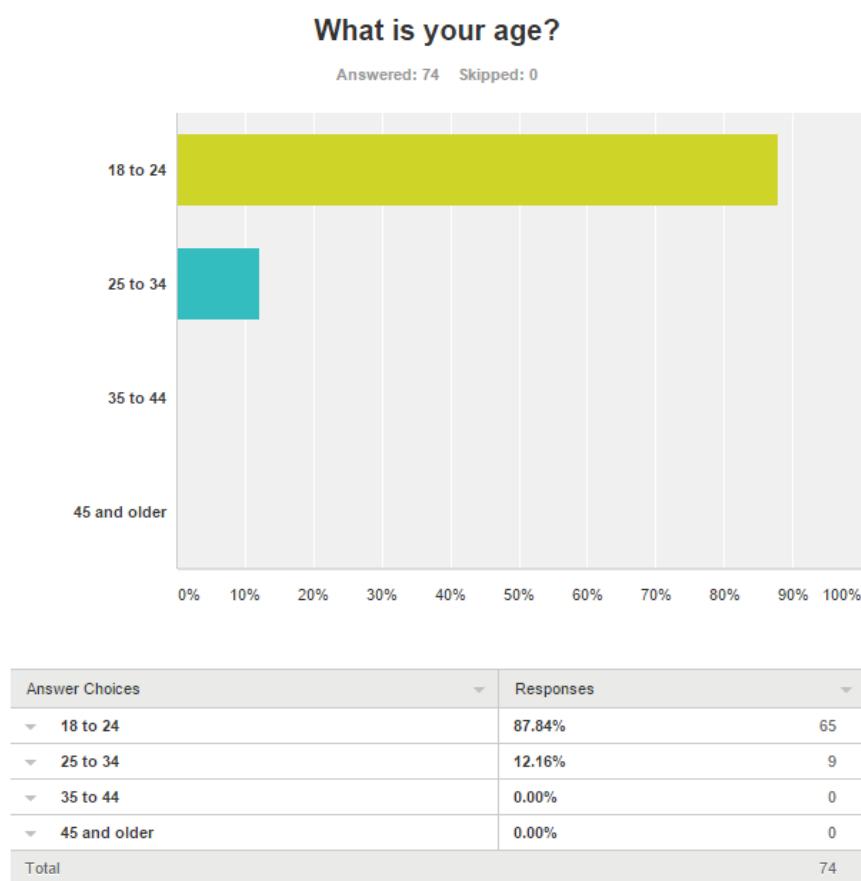 What is your age?
Answered: 74 Skipped: 0
18 to 24
25 to 34
35 to 44
45 and older
0% 10% 20% 30% 40% 50% 60% 70% 80% 90% 100%
Answer Choices Responses
18 to 24 87.84% 65
25 to 34 12.16% 9
35 to 44 0.00% 0
45 and older 0.00% 0
Total 74